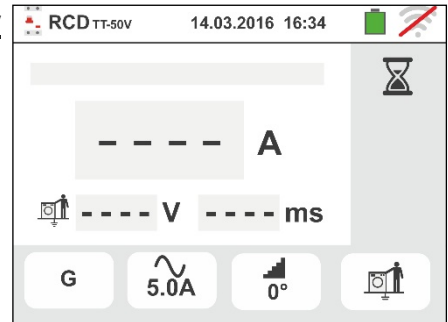 RCD TT-50V 14.03.2016 16:34
- - - - A
- - - - V - - - - ms
G 5.0A 0°